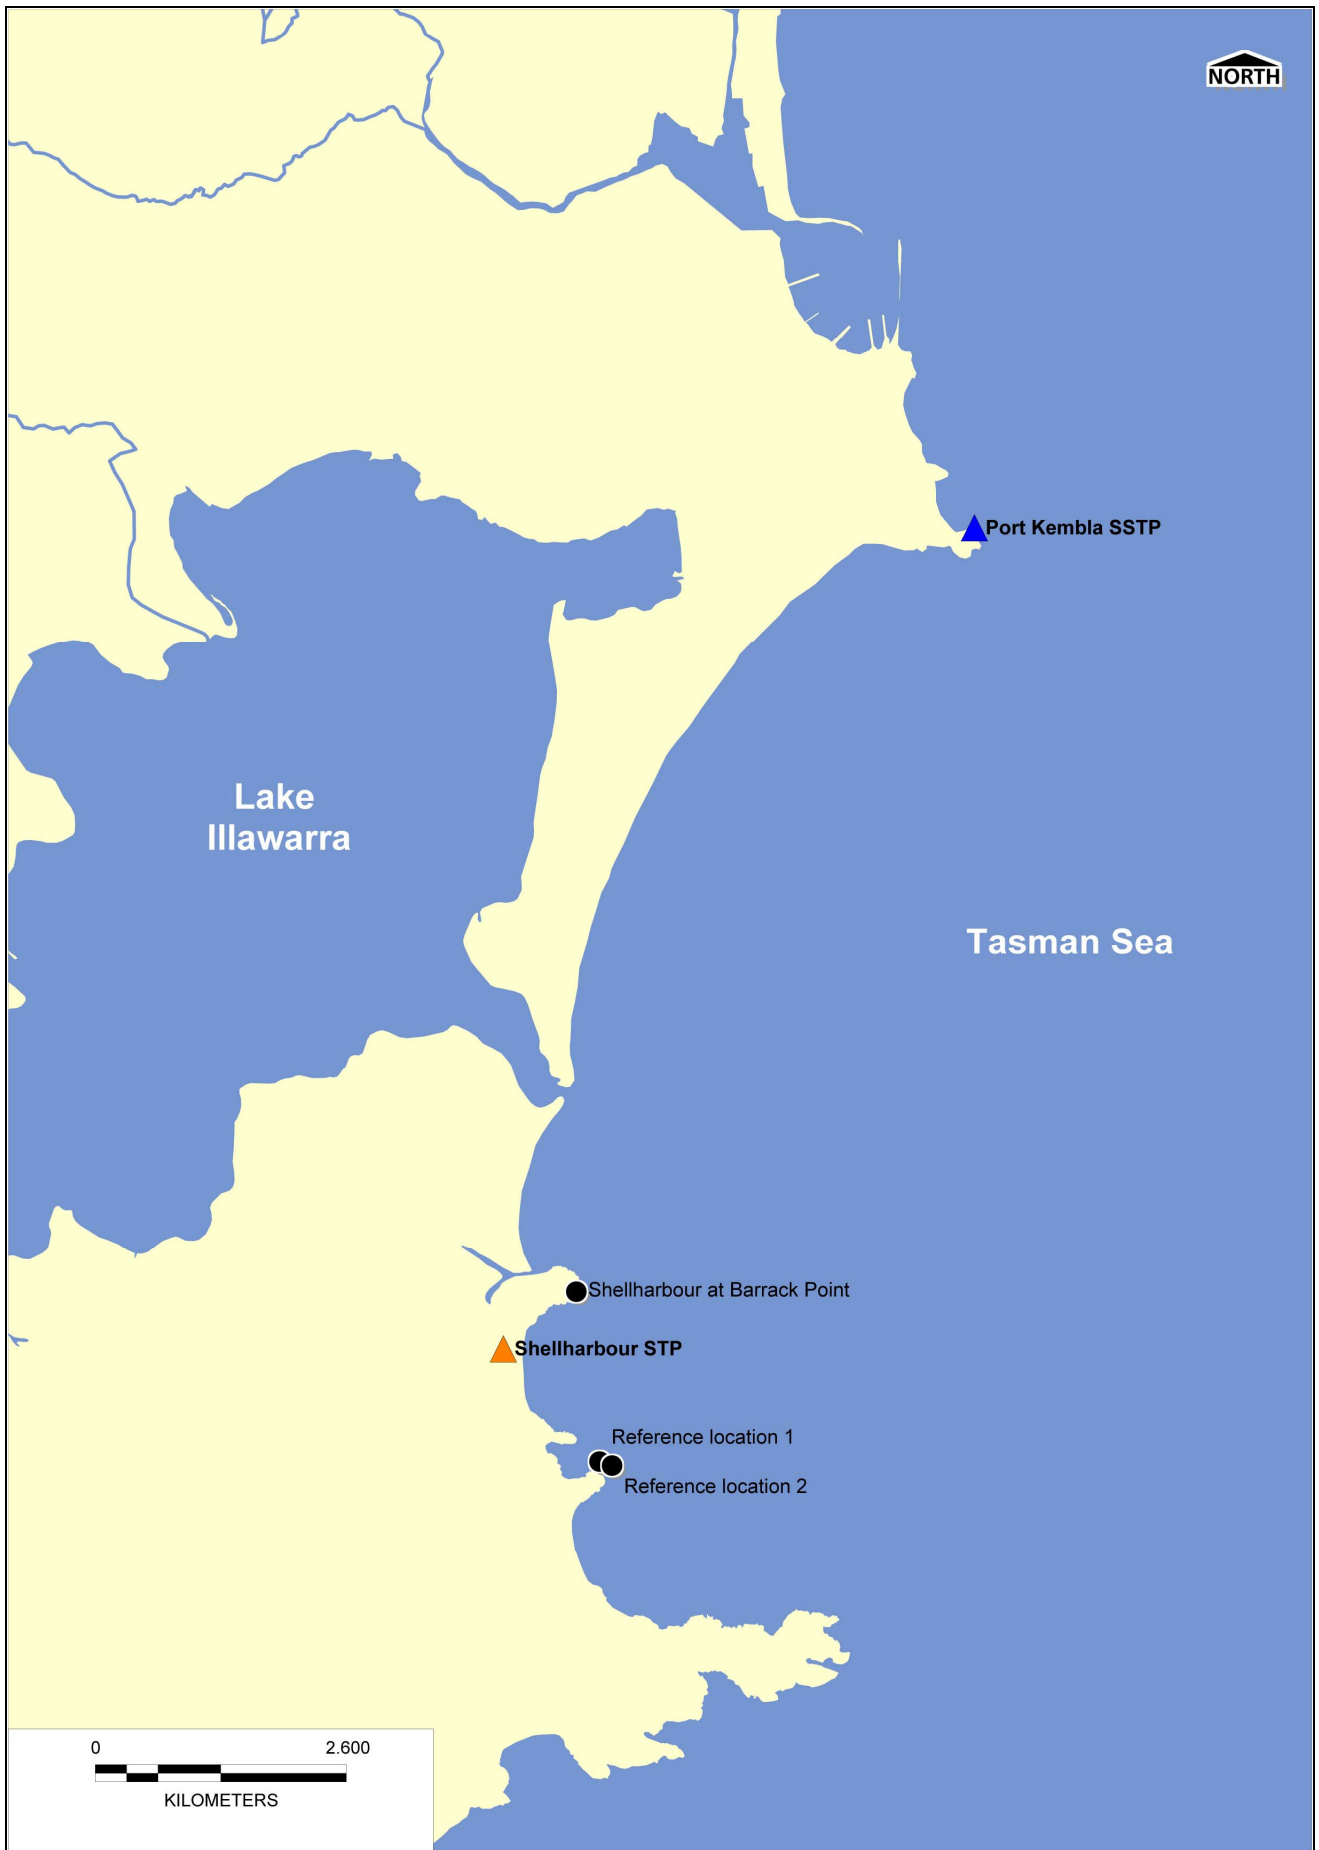 NORTH
Port Kembla SSTP
Lake
Illawarra
Tasman Sea
Shellharbour at Barrack Point
Shellharbour STP
Reference location 1
Reference location 2
0 2.600
KILOMETERS